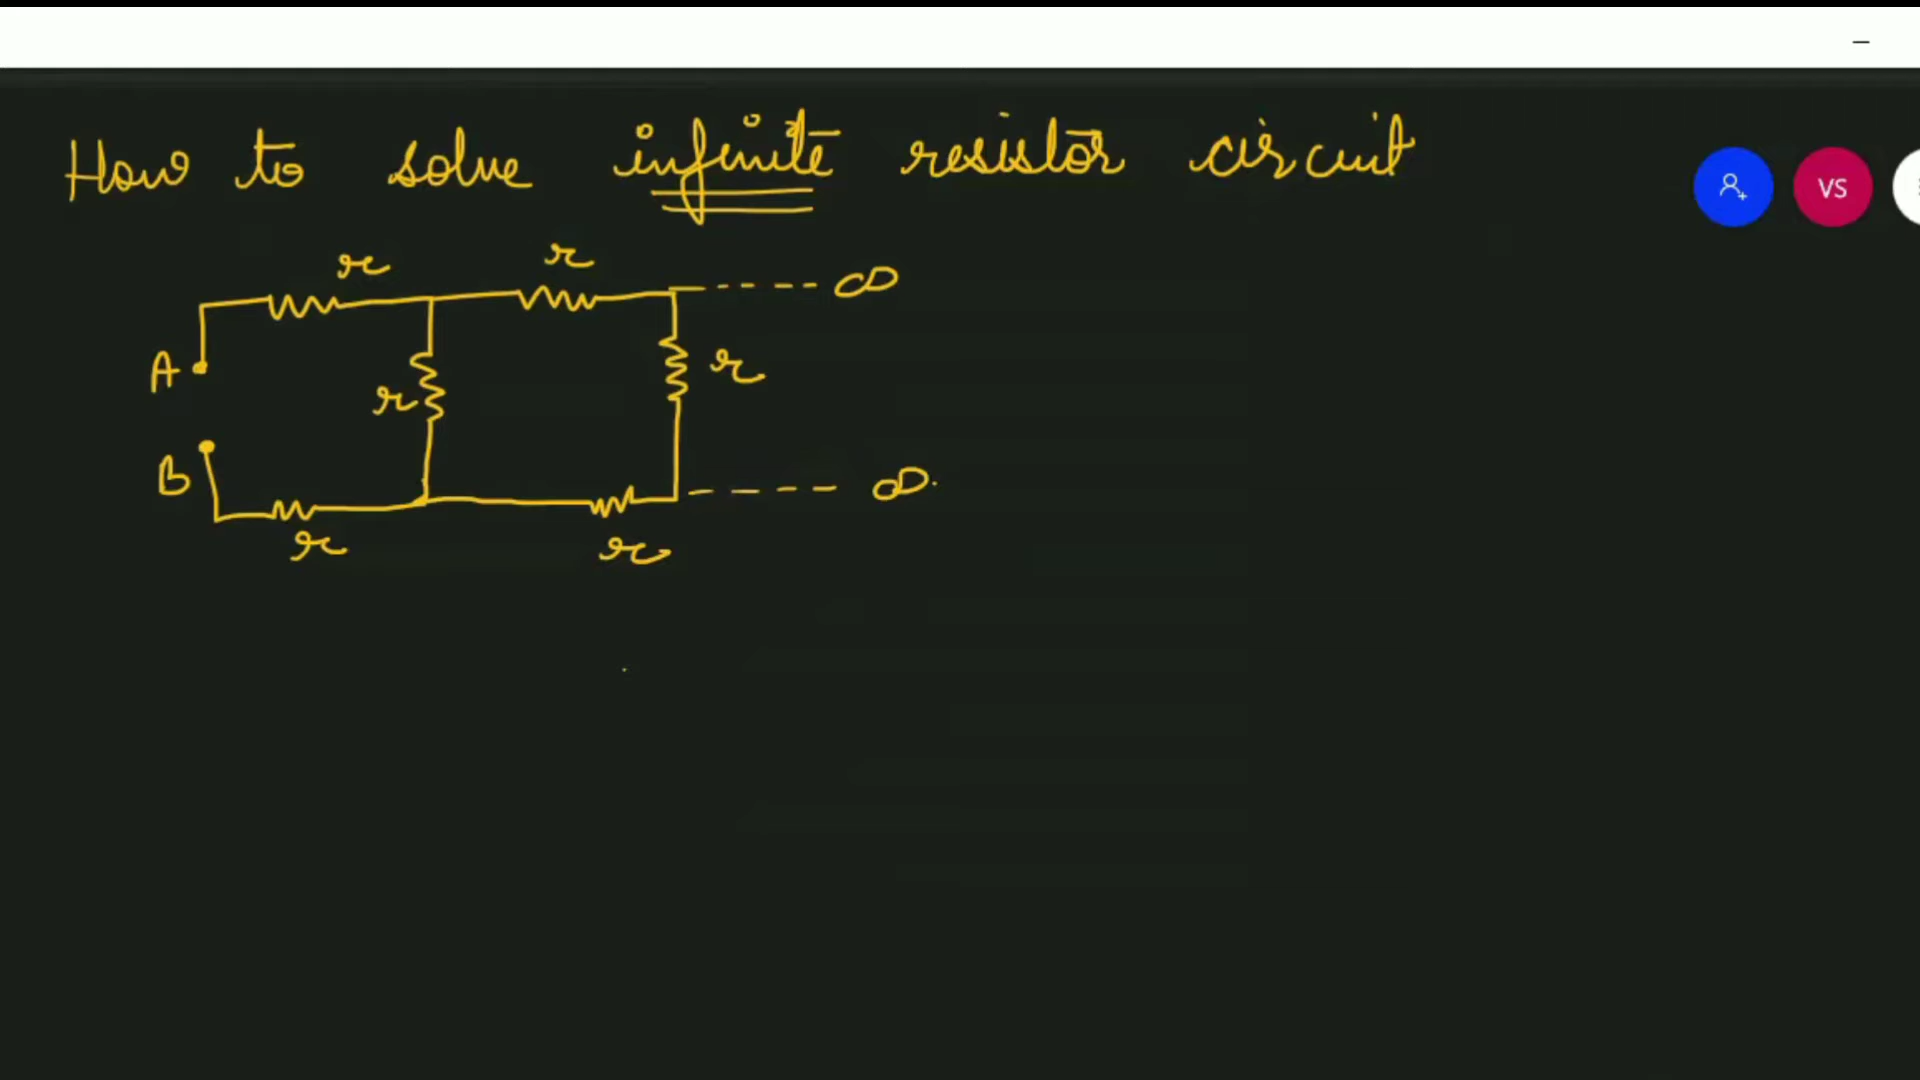 How to solve infinite resistor circuit
r r
∞
A r r
B
∞
r r
VS